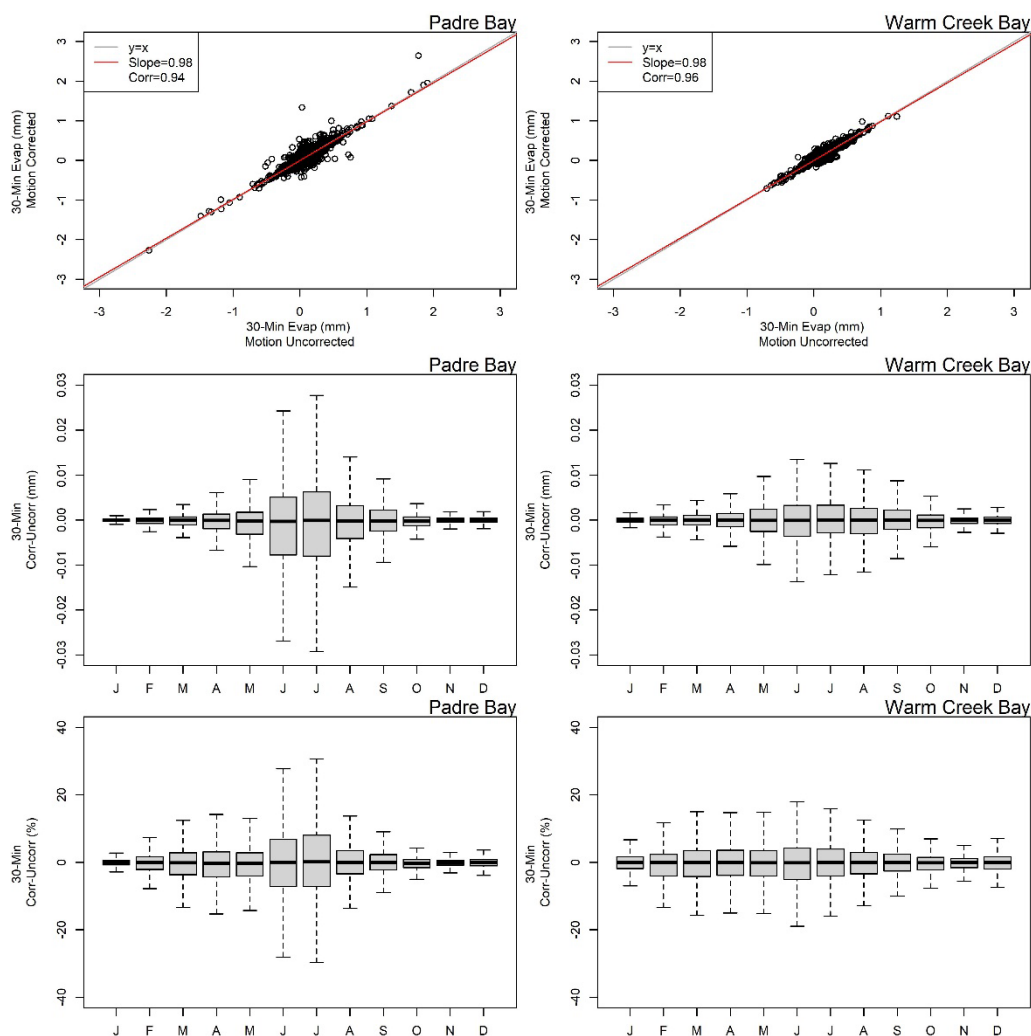 Padre Bay
y=x
Slope=0.98
Corr=0.94
3
2
1
0
-1
-2
-3
30-Min Evap (mm)
Motion Corrected
-3 -2 -1 0 1 2 3
30-Min Evap (mm)
Motion Uncorrected
Warm Creek Bay
y=x
Slope=0.98
Corr=0.96
3
2
1
0
-1
-2
-3
30-Min Evap (mm)
Motion Corrected
-3 -2 -1 0 1 2 3
30-Min Evap (mm)
Motion Uncorrected
Padre Bay
0.03
0.02
0.01
0.00
-0.01
-0.02
-0.03
30-Min
Corr-Uncorr (mm)
J F M A M J J A S O N D
Warm Creek Bay
0.03
0.02
0.01
0.00
-0.01
-0.02
-0.03
30-Min
Corr-Uncorr (mm)
J F M A M J J A S O N D
Padre Bay
40
20
0
-20
-40
30-Min
Corr-Uncorr (%)
J F M A M J J A S O N D
Warm Creek Bay
40
20
0
-20
-40
30-Min
Corr-Uncorr (%)
J F M A M J J A S O N D